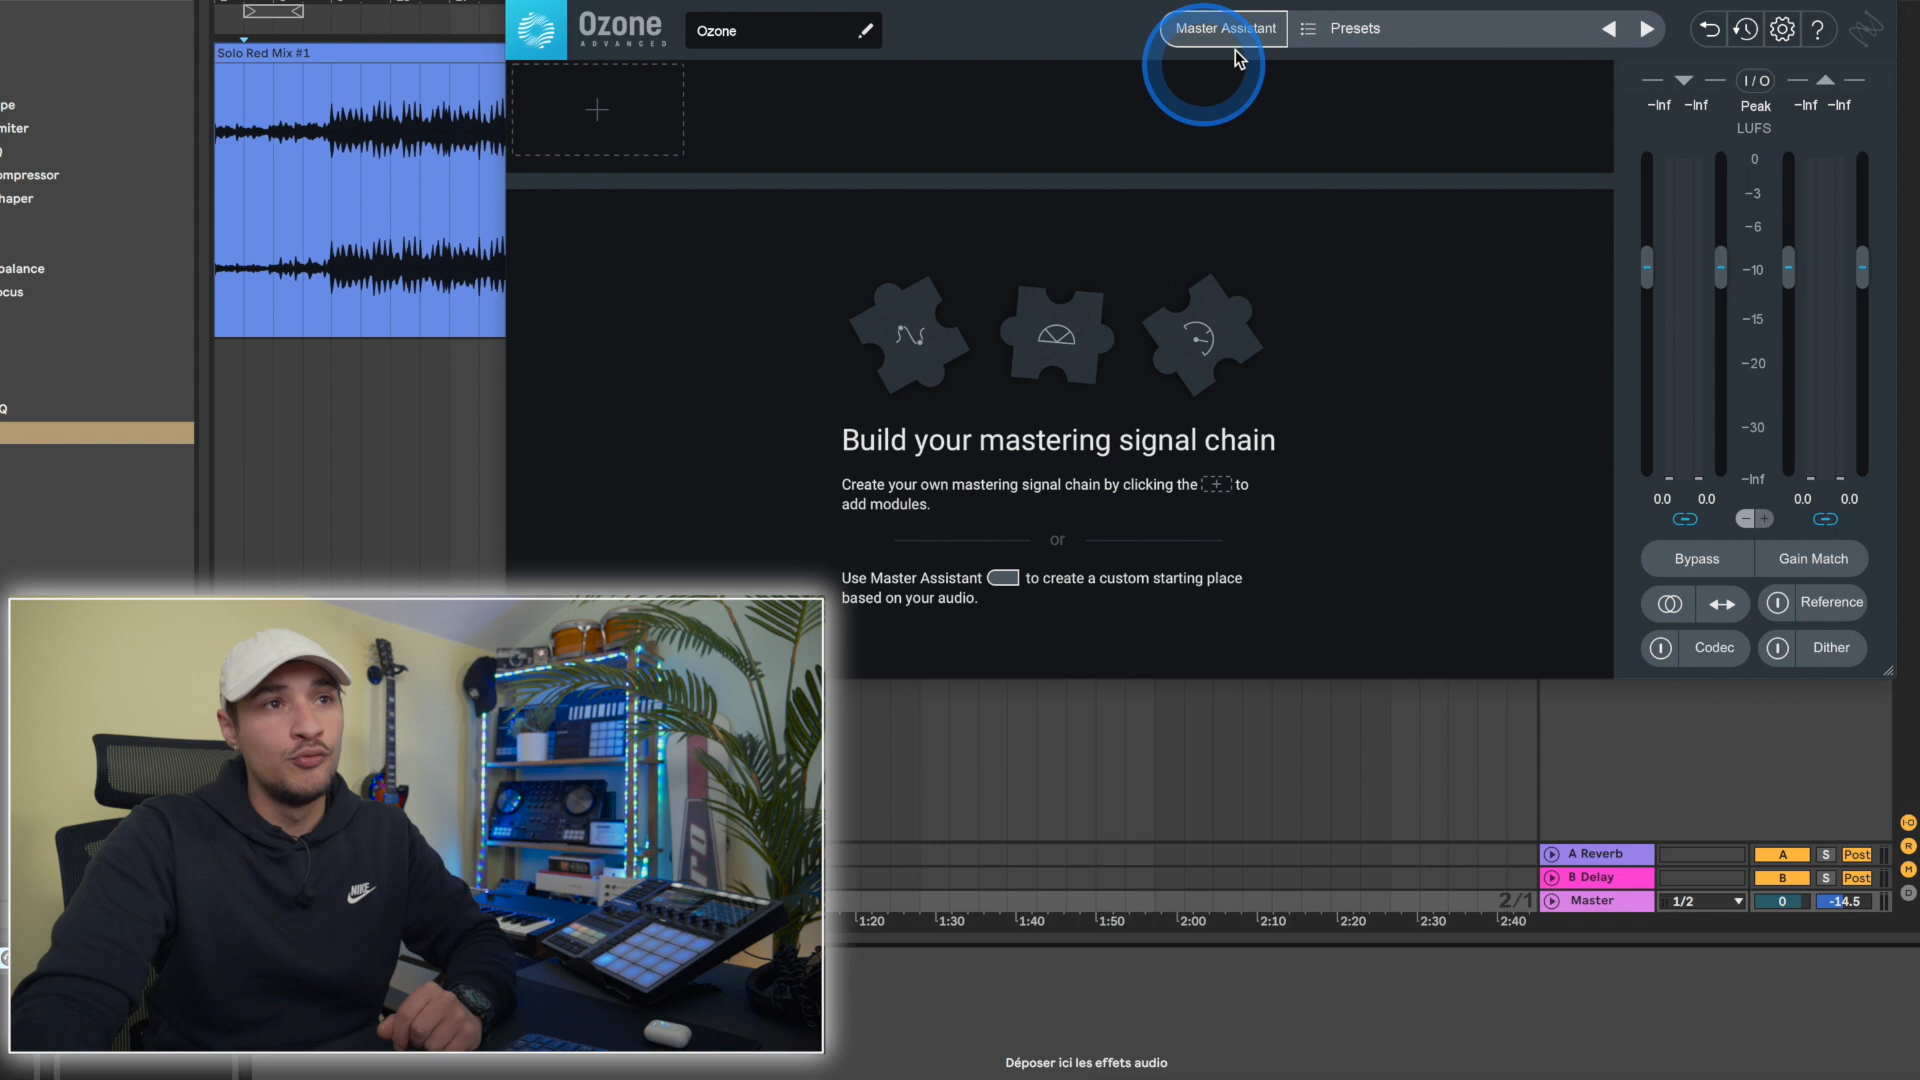 Solo Red Mix #1
Ozone
ADVANCED
Ozone
Master Assistant
Presets
I/O
-Inf -Inf Peak -Inf -Inf
LUFS
0
-3
-6
-10
-15
-20
-30
-Inf
0.0 0.0 0.0 0.0
Bypass Gain Match
Reference
Codec Dither
Build your mastering signal chain
Create your own mastering signal chain by clicking the + to
add modules.
or
Use Master Assistant to create a custom starting place
based on your audio.
pe
miter
Q
ompressor
haper
balance
ocus
Q
NIKE
A Reverb A S Post
B Delay B S Post
2/1 Master 1/2 0 -14.5
1:20 1:30 1:40 1:50 2:00 2:10 2:20 2:30 2:40
I·O
R
M
D
Déposer ici les effets audio